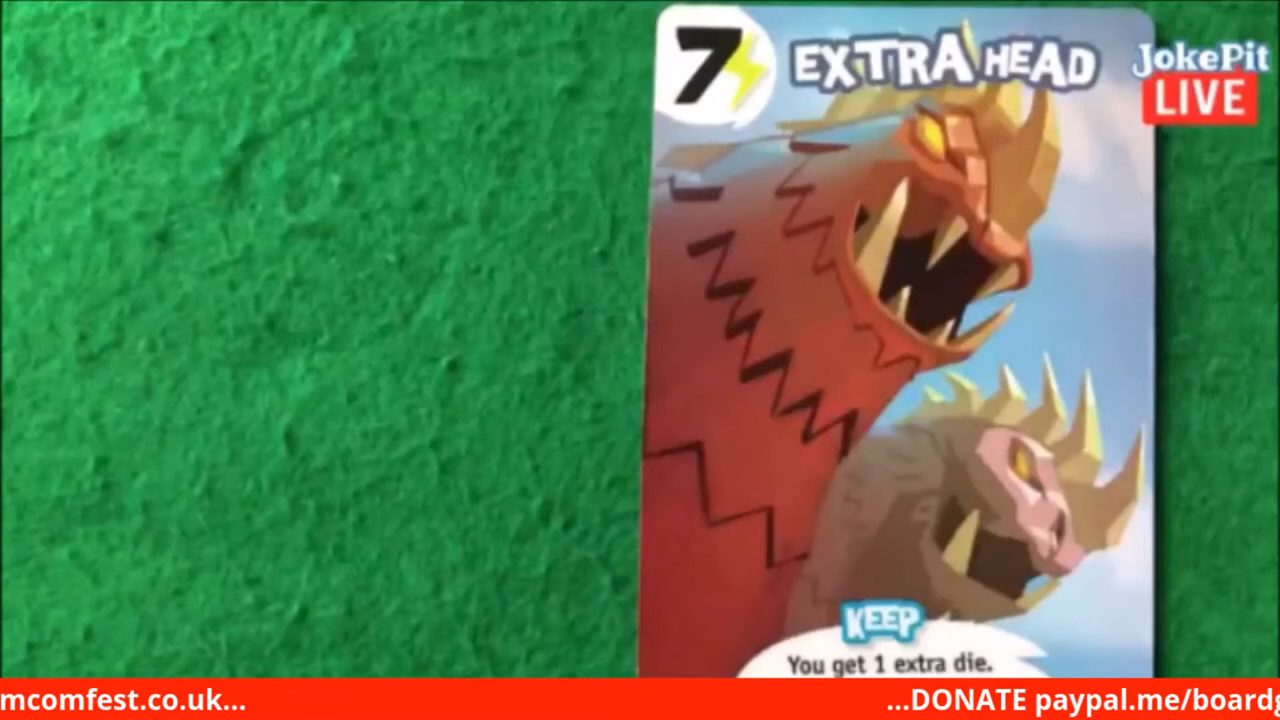 7
EXTRA HEAD
JokePit
LIVE
KEEP
You get 1 extra die.
mcomfest.co.uk...
...DONATE paypal.me/boardg